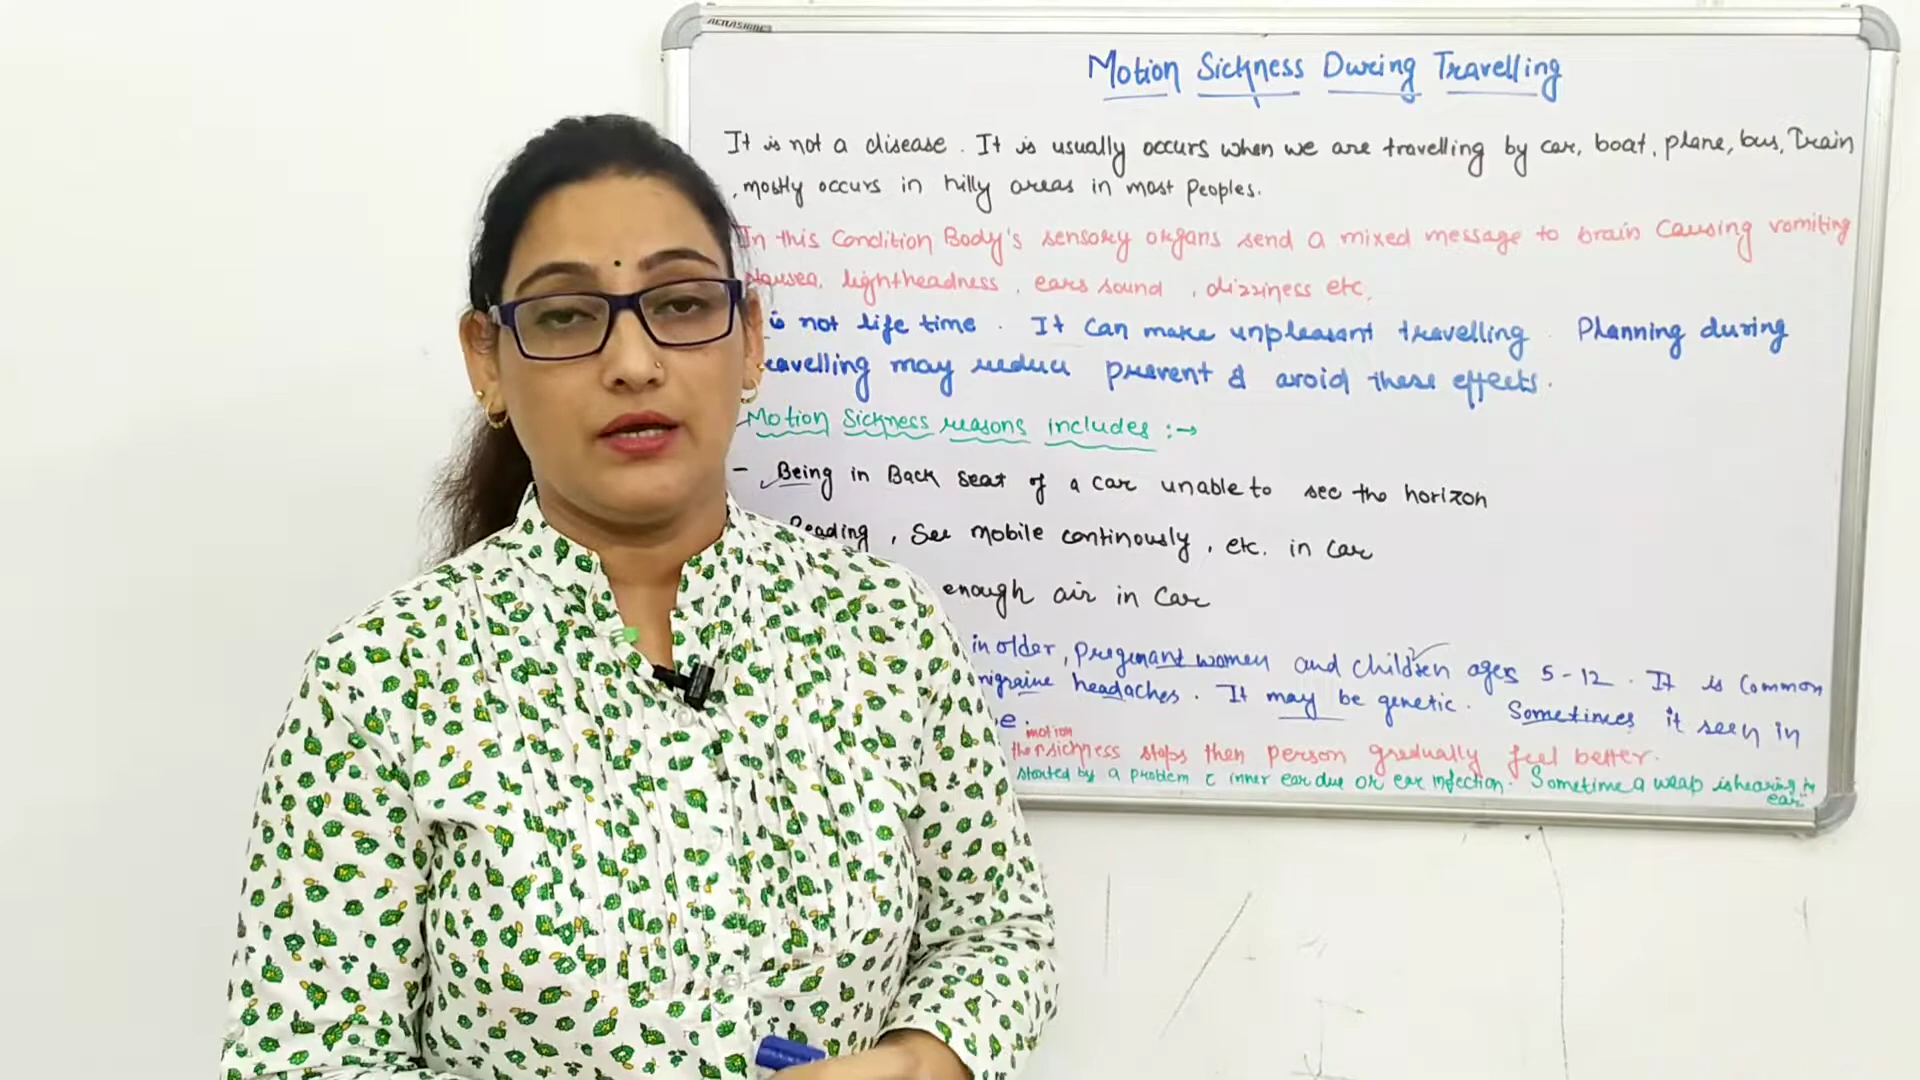 Motion Sickness During Travelling
It is not a disease. It is usually occurs when we are travelling by car, boat, plane, bus, Train
, mostly occurs in hilly areas in most peoples.
In this Condition Body's sensory organs send a mixed message to brain Causing vomiting
Nausea, lightheadness, ears sound, dizziness etc,
is not life time. It Can make unpleasant travelling. Planning during
ravelling may reduce prevent & avoid these effects.
Motion Sickness reasons includes :→
- Being in Back seat of a car unable to see the horizon
Reading, See mobile continously, etc. in Car
enough air in Car
in older, pregnant women and children ages 5-12. It is Common
migraine headaches. It may be genetic. Sometimes it seen in
motion
sickness stops then person gradually feel better.
started by a problem c inner ear due or ear infection. Sometime a is hearing in
ear